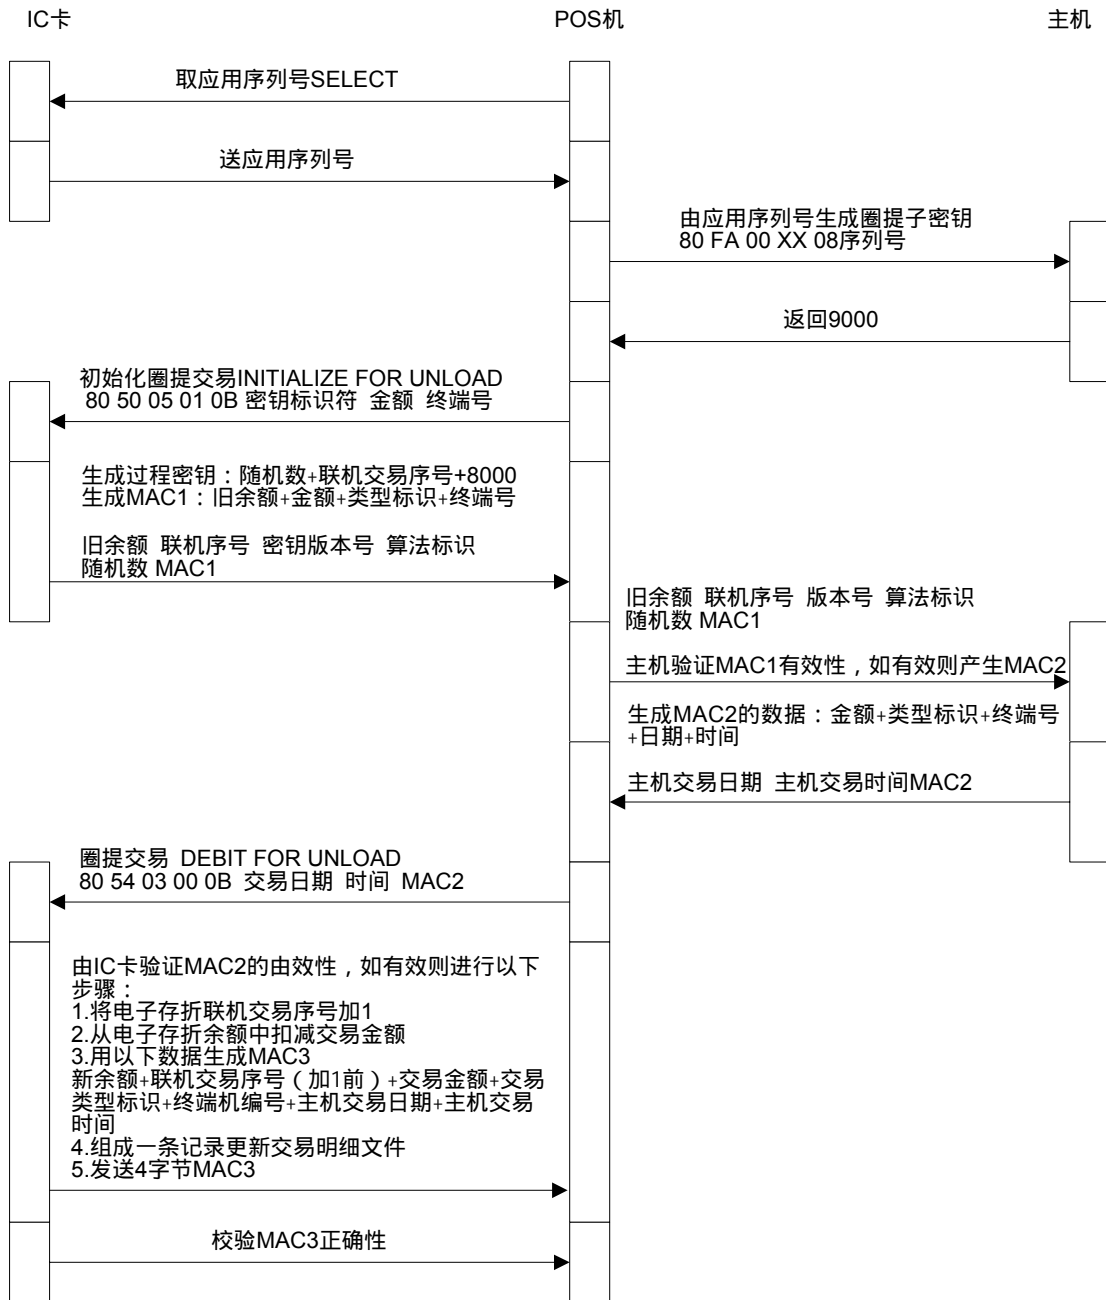 IC卡
POS机
主机
取应用序列号SELECT
送应用序列号
由应用序列号生成圈提子密钥
80 FA 00 XX 08序列号
返回9000
初始化圈提交易INITIALIZE FOR UNLOAD
80 50 05 01 0B 密钥标识符 金额 终端号
生成过程密钥：随机数+联机交易序号+8000
生成MAC1：旧余额+金额+类型标识+终端号
旧余额 联机序号 密钥版本号 算法标识
随机数 MAC1
旧余额 联机序号 版本号 算法标识
随机数 MAC1
主机验证MAC1有效性，如有效则产生MAC2
生成MAC2的数据：金额+类型标识+终端号
+日期+时间
主机交易日期 主机交易时间MAC2
圈提交易 DEBIT FOR UNLOAD
80 54 03 00 0B 交易日期 时间 MAC2
由IC卡验证MAC2的由效性，如有效则进行以下
步骤：
1.将电子存折联机交易序号加1
2.从电子存折余额中扣减交易金额
3.用以下数据生成MAC3
新余额+联机交易序号（加1前）+交易金额+交易
类型标识+终端机编号+主机交易日期+主机交易
时间
4.组成一条记录更新交易明细文件
5.发送4字节MAC3
校验MAC3正确性